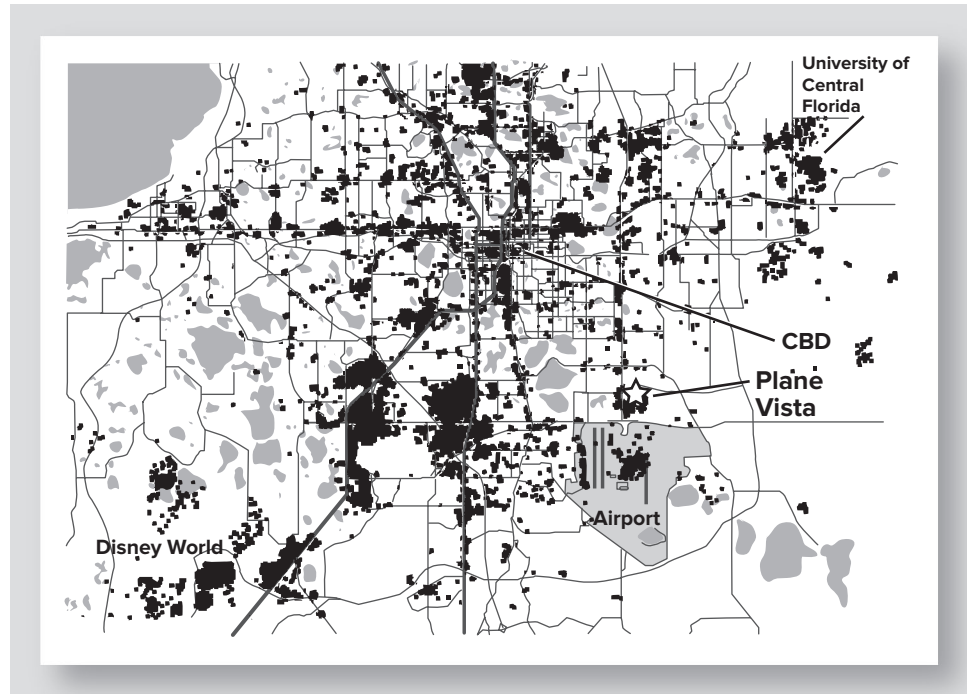 University of
Central
Florida
CBD
Plane
Vista
Airport
Disney World